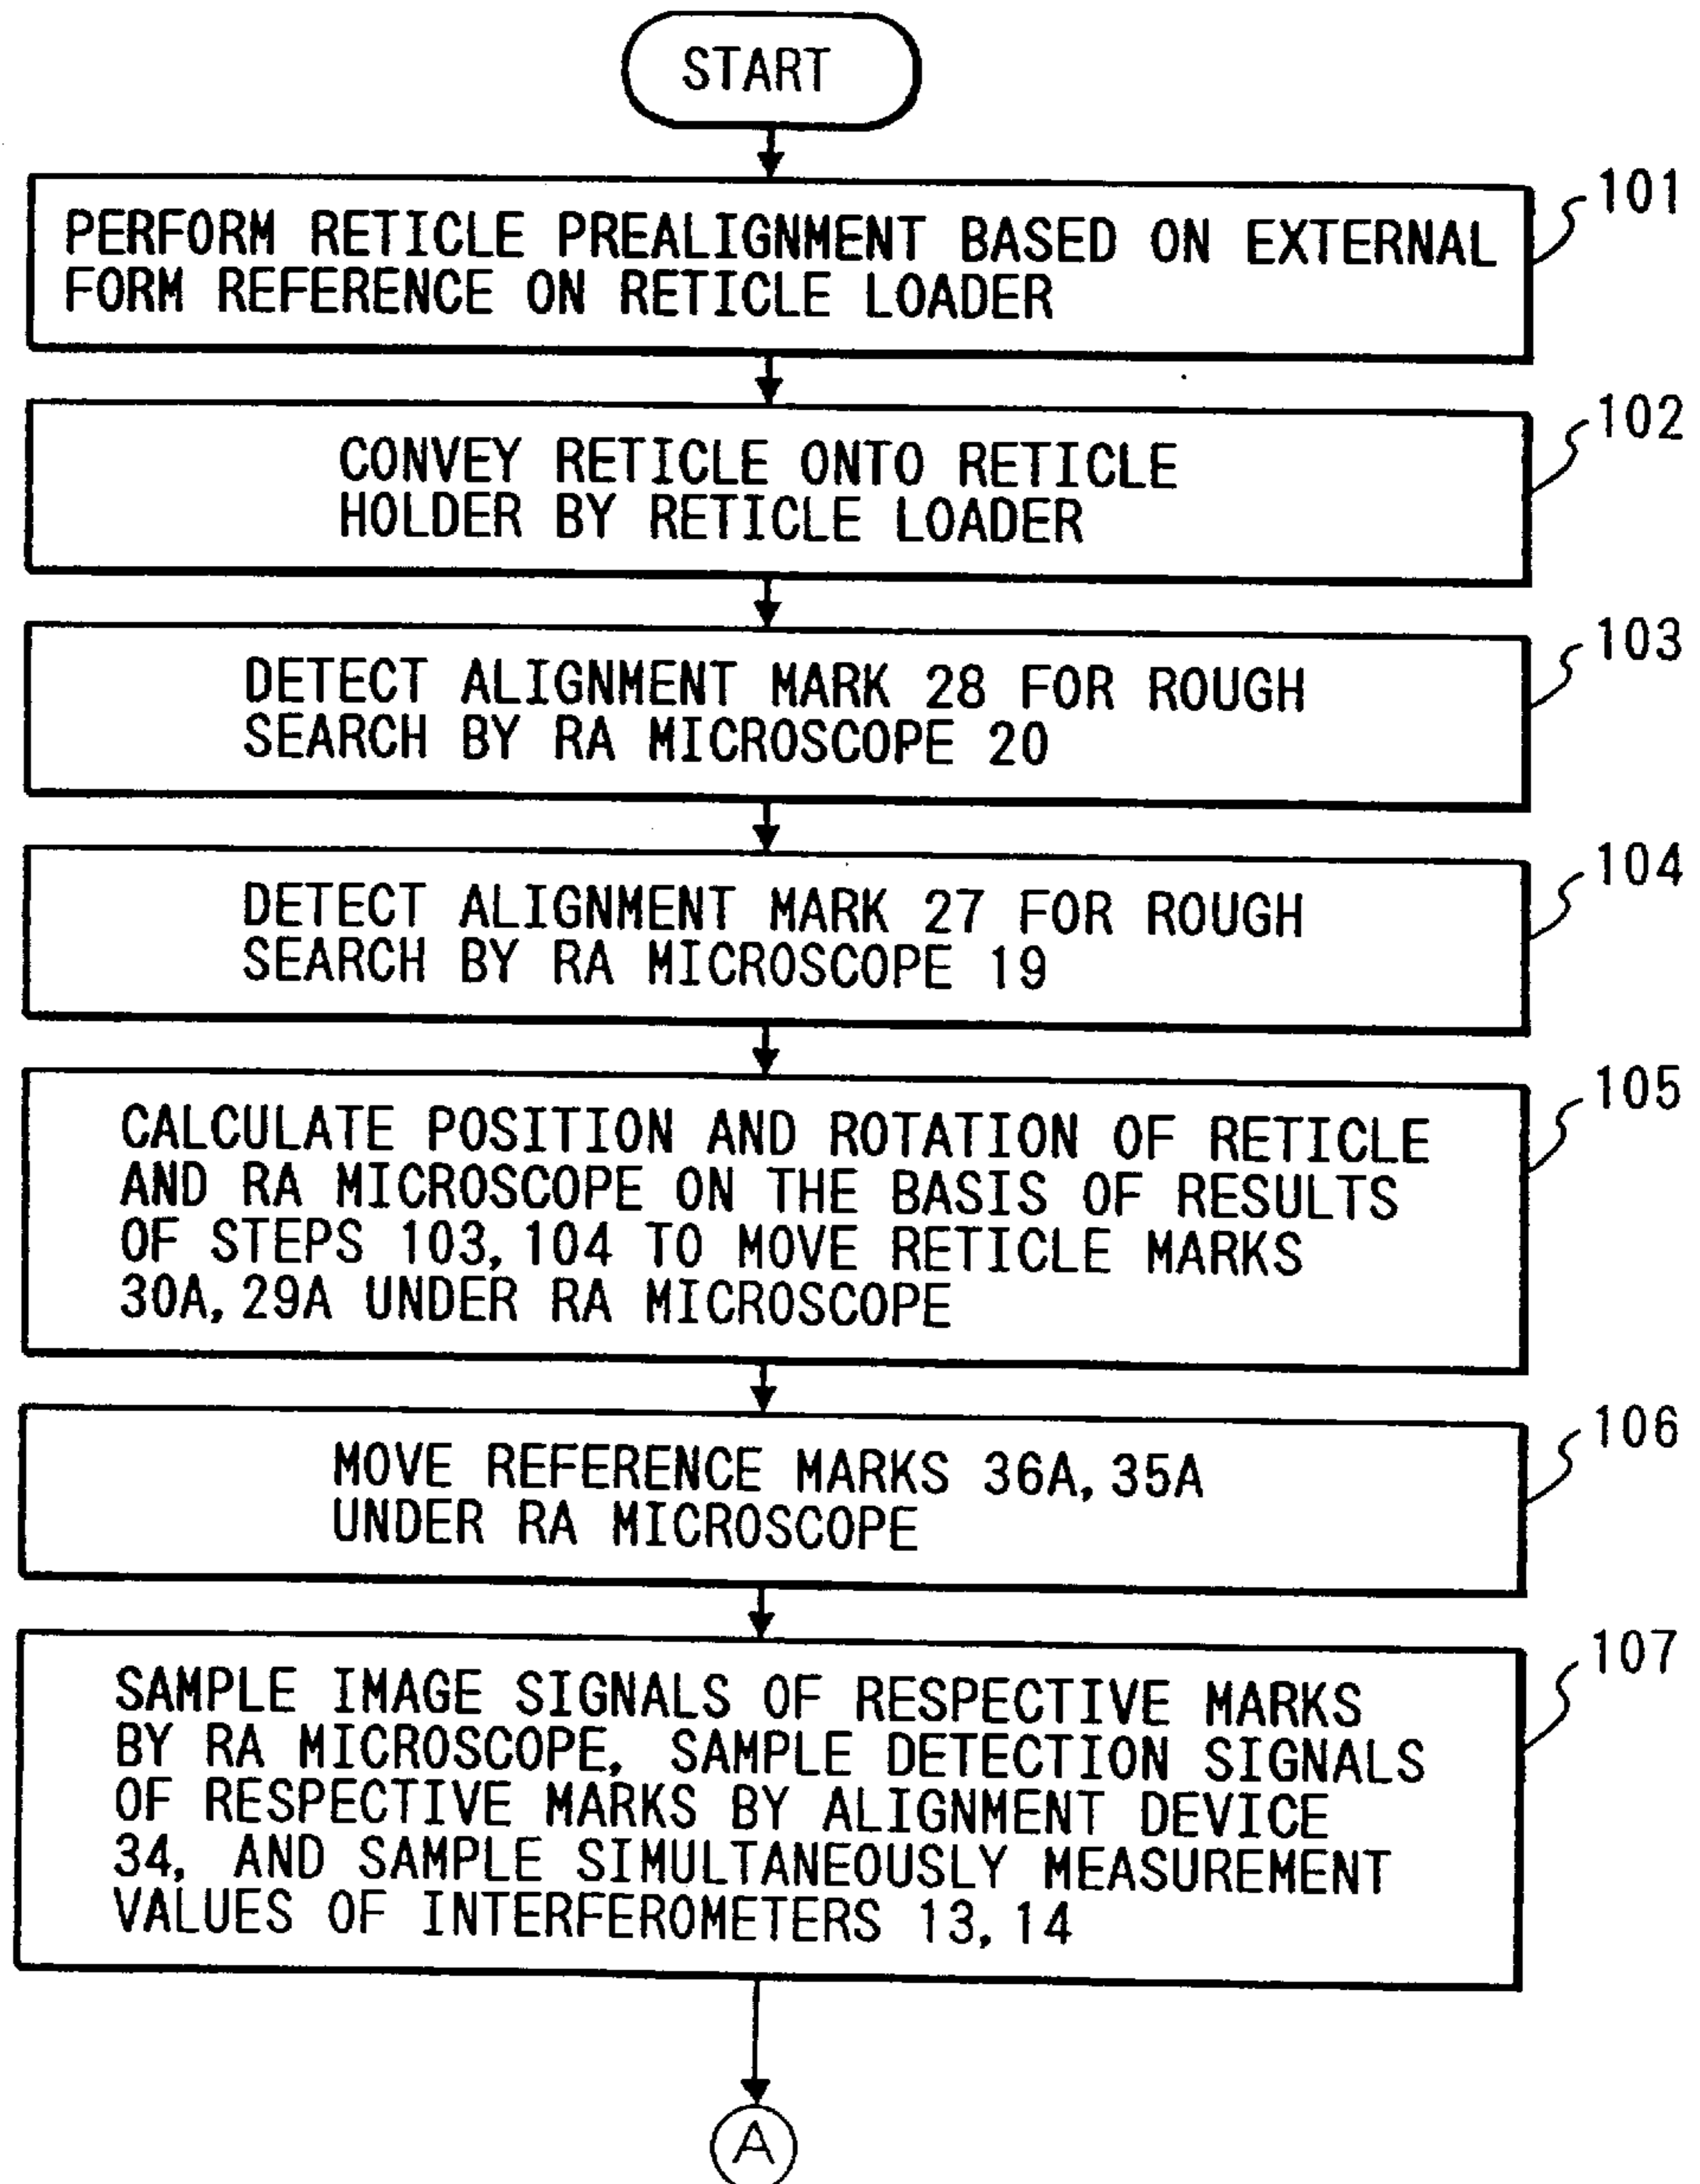 START
101
PERFORM RETICLE PREALIGNMENT BASED ON EXTERNAL
FORM REFERENCE ON RETICLE LOADER
102
CONVEY RETICLE ONTO RETICLE
HOLDER BY RETICLE LOADER
103
DETECT ALIGNMENT MARK 28 FOR ROUGH
SEARCH BY RA MICROSCOPE 20
104
DETECT ALIGNMENT MARK 27 FOR ROUGH
SEARCH BY RA MICROSCOPE 19
105
CALCULATE POSITION AND ROTATION OF RETICLE
AND RA MICROSCOPE ON THE BASIS OF RESULTS
OF STEPS 103, 104 TO MOVE RETICLE MARKS
30A, 29A UNDER RA MICROSCOPE
106
MOVE REFERENCE MARKS 36A, 35A
UNDER RA MICROSCOPE
107
SAMPLE IMAGE SIGNALS OF RESPECTIVE MARKS
BY RA MICROSCOPE, SAMPLE DETECTION SIGNALS
OF RESPECTIVE MARKS BY ALIGNMENT DEVICE
34, AND SAMPLE SIMULTANEOUSLY MEASUREMENT
VALUES OF INTERFEROMETERS 13, 14
A